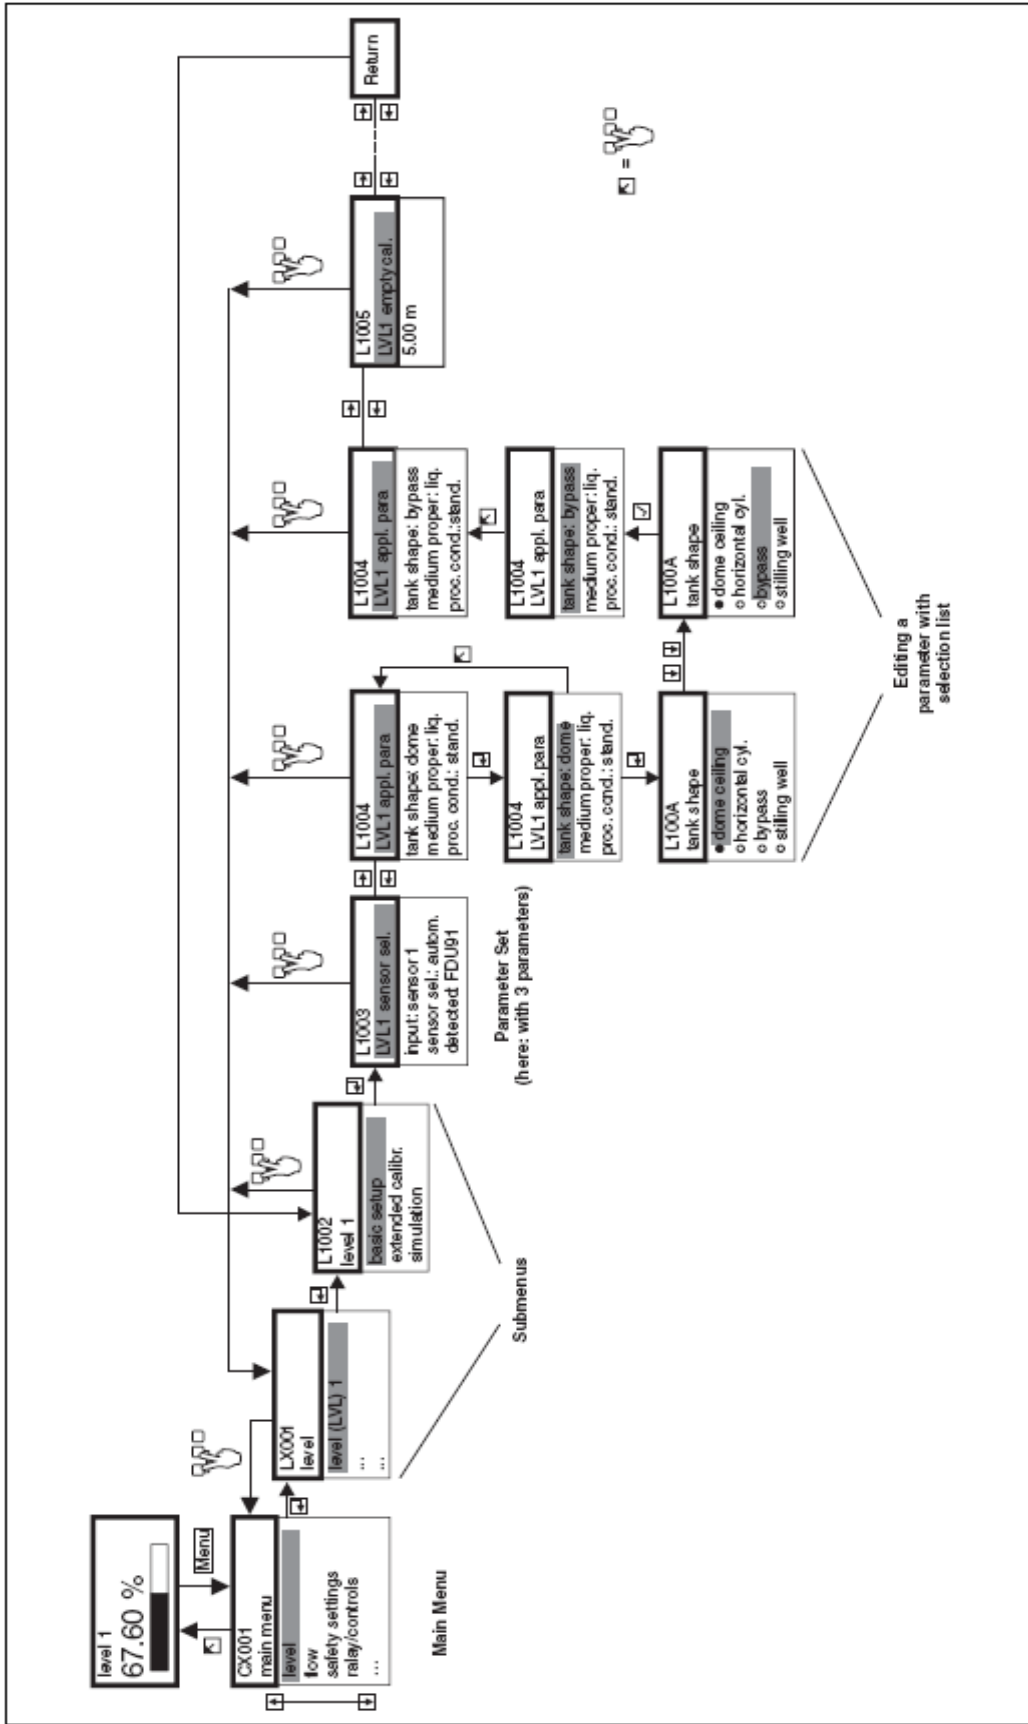 level 1
67.60 %
Menu
CX001
main menu
level
flow
safety settings
ralay/controls
...
Main Menu
LX001
level
level (LVL) 1
...
...
L1002
level 1
basic setup
extended calibr.
simulation
Submenus
L1003
LVL1 sensor sel.
input: sensor 1
sensor sel.: autom.
detected: FDU91
Parameter Set
(here: with 3 parameters)
L1004
LVL1 appl. para
tank shape: dome
medium proper: liq.
proc. cond.: stand.
L1004
LVL1 appl. para
tank shape: dome
medium proper: liq.
proc. cond.: stand.
L100A
tank shape
dome ceiling
horizontal cyl.
bypass
stilling well
L1004
LVL1 appl. para
tank shape: bypass
medium proper: liq.
proc. cond.:stand.
L1004
LVL1 appl. para
tank shape: bypass
medium proper: liq.
proc. cond.: stand.
L100A
tank shape
dome ceiling
horizontal cyl.
bypass
stilling well
Editing a
parameter with
selection list
L1005
LVL1 empty cal.
5.00 m
Return
=